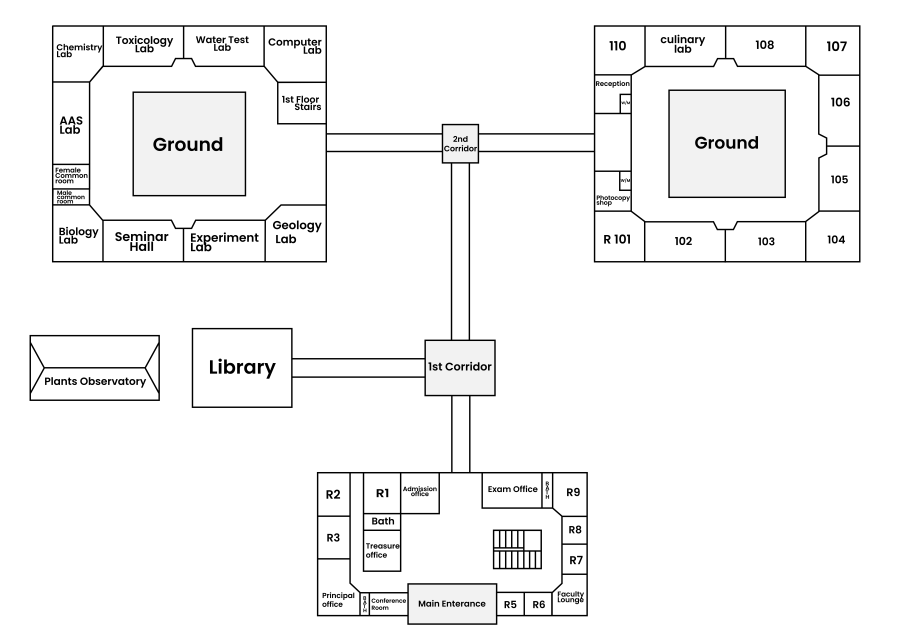 Chemistry
Lab
Toxicology
Lab
Water Test
Lab
Computer
Lab
1st Floor
Stairs
AAS
Lab
Ground
Female
Common
room
Male
common
room
Biology
Lab
Seminar
Hall
Experiment
Lab
Geology
Lab
2nd
Corridor
110
culinary
lab
108
107
Reception
W/M
106
Ground
W/M
105
Photocopy
shop
R 101
102
103
104
Plants Observatory
Library
1st Corridor
R2
R1
Admission
office
Exam Office
BATH
R9
Bath
R3
R8
Treasure
office
R7
Principal
office
BATH
Conference
Room
Main Enterance
R5
R6
Faculty
Lounge